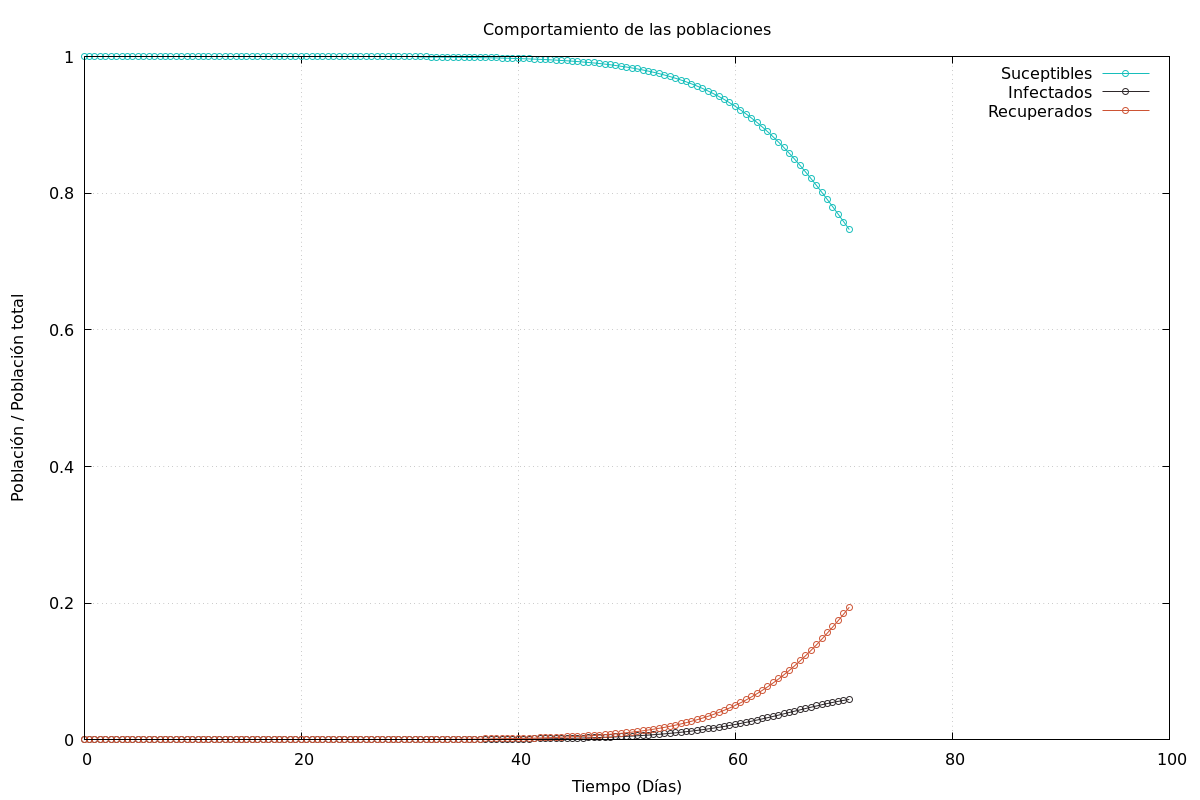 Comportamiento de las poblaciones
1
0.8
0.6
0.4
0.2
0
Población / Población total
Suceptibles
Infectados
Recuperados
0 20 40 60 80 100
Tiempo (Días)